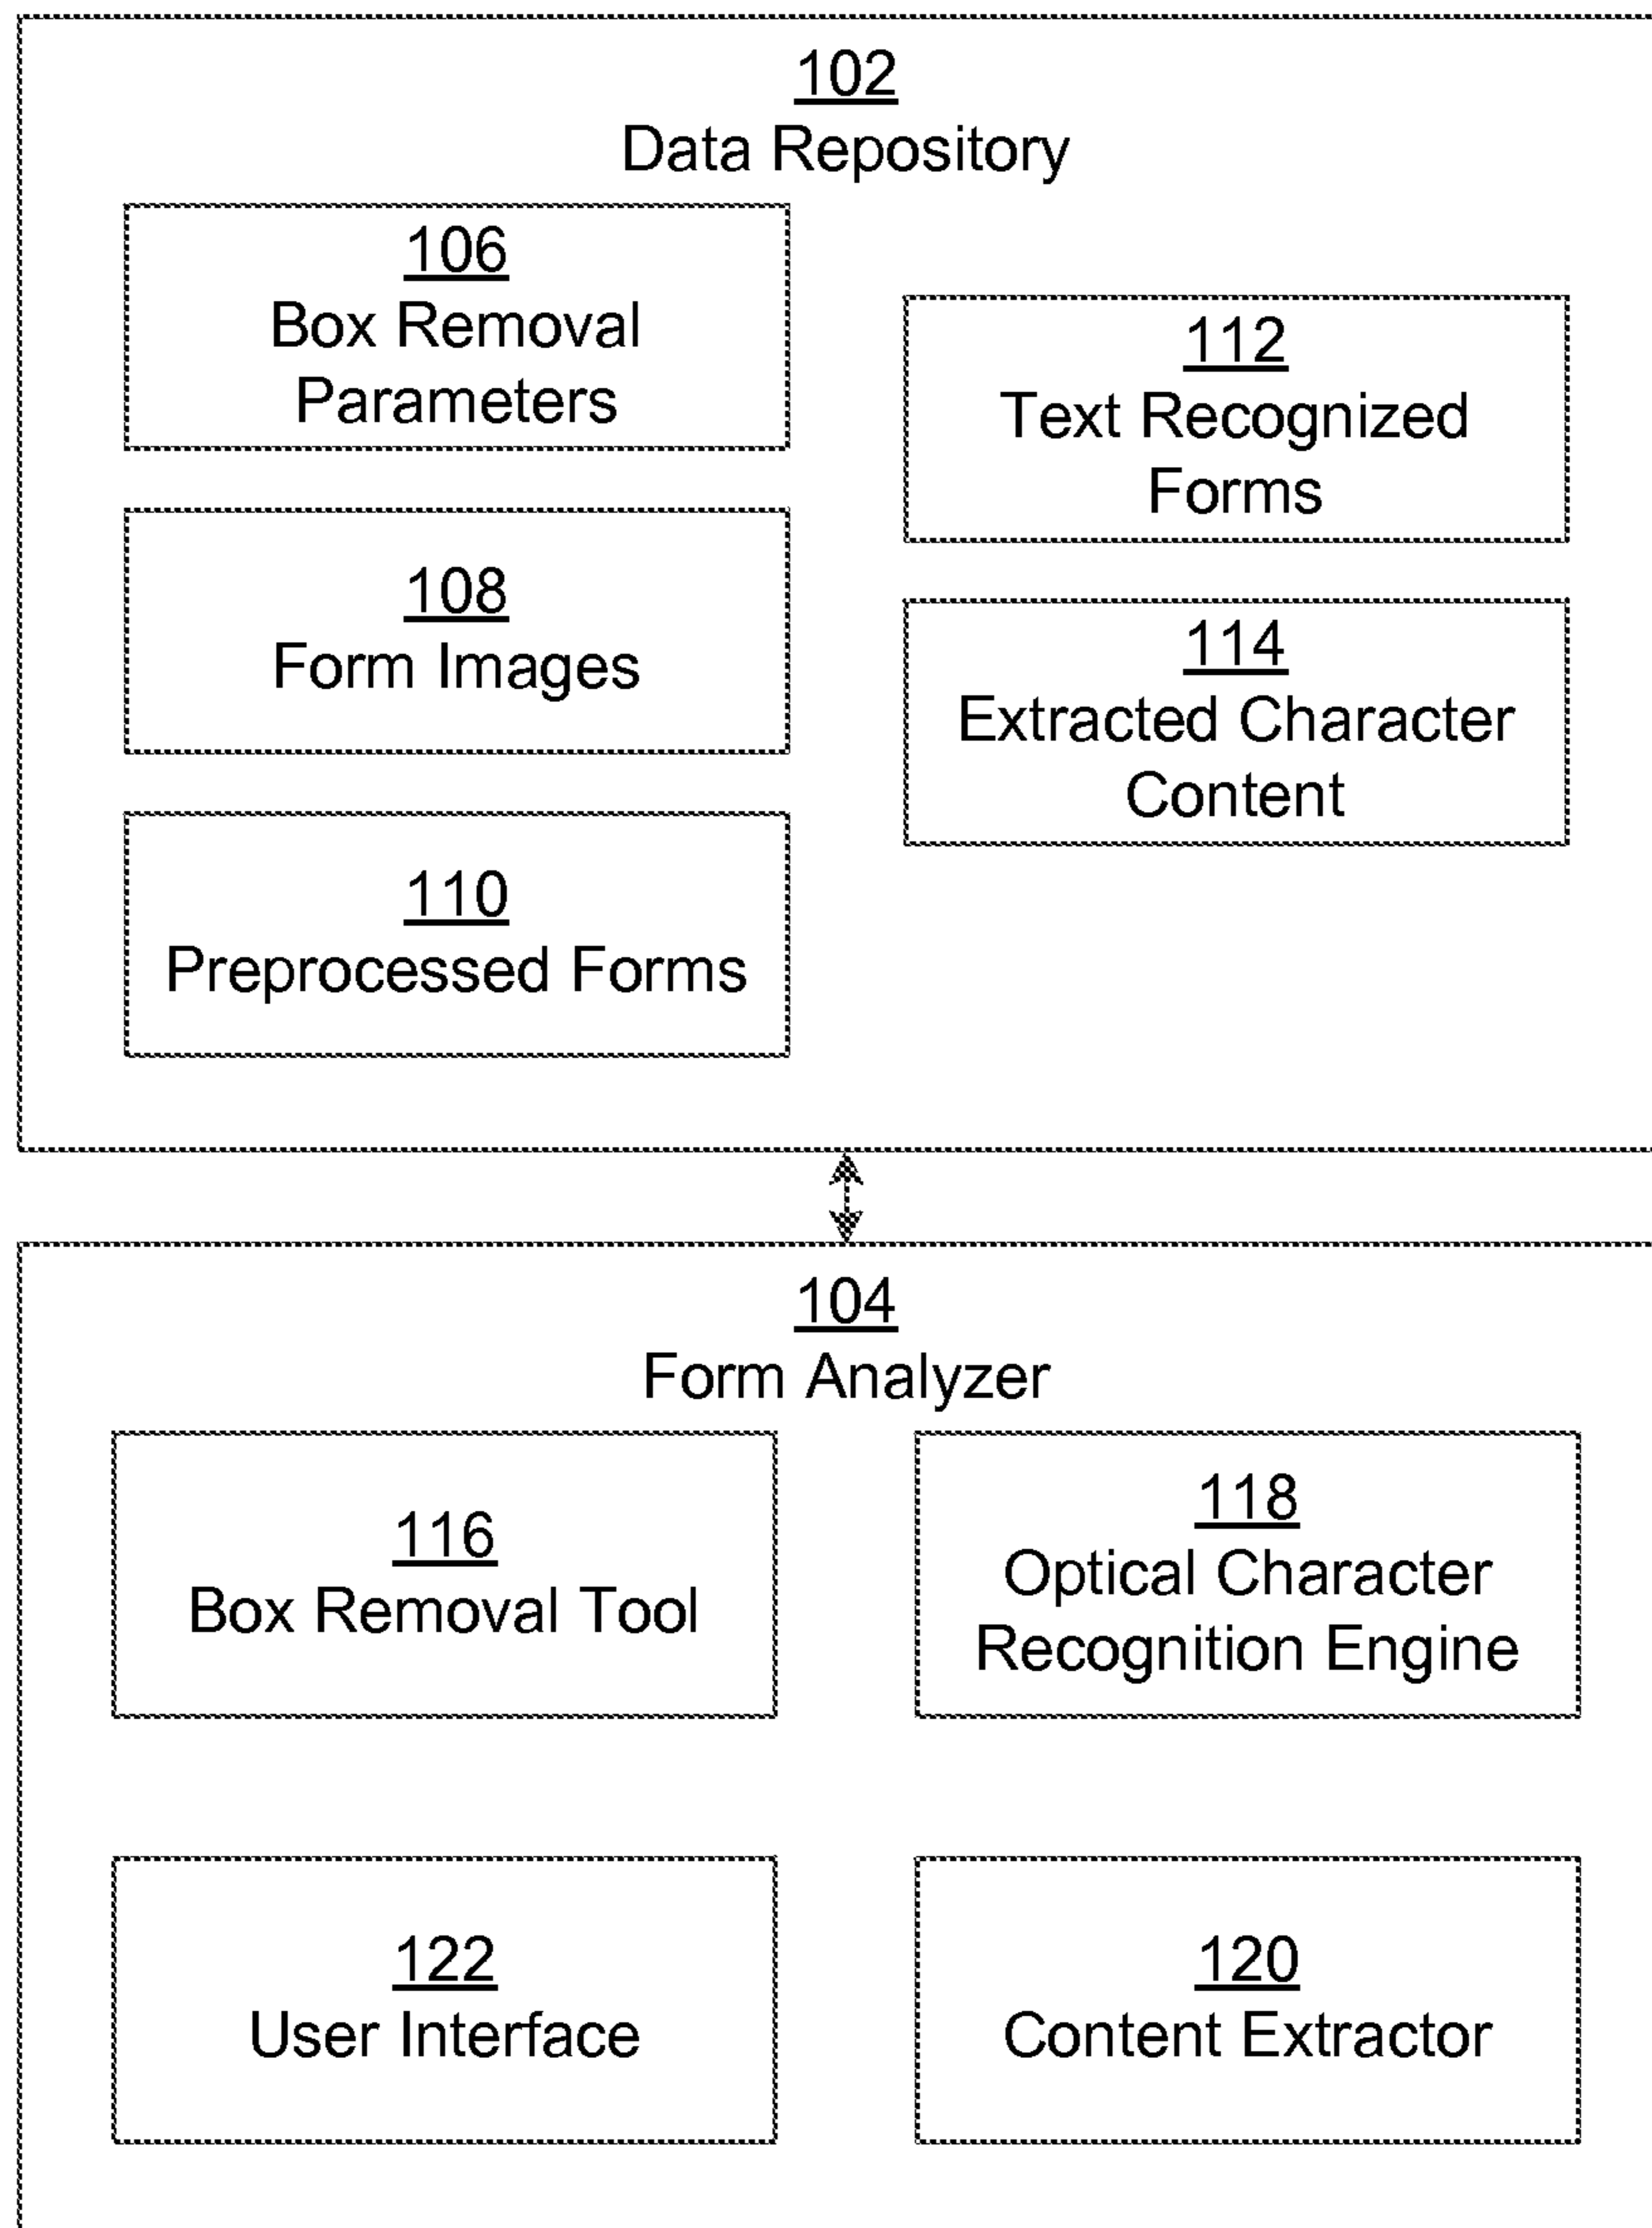 102
Data Repository
106
Box Removal
Parameters
108
Form Images
110
Preprocessed Forms
112
Text Recognized
Forms
114
Extracted Character
Content
104
Form Analyzer
116
Box Removal Tool
118
Optical Character
Recognition Engine
122
User Interface
120
Content Extractor